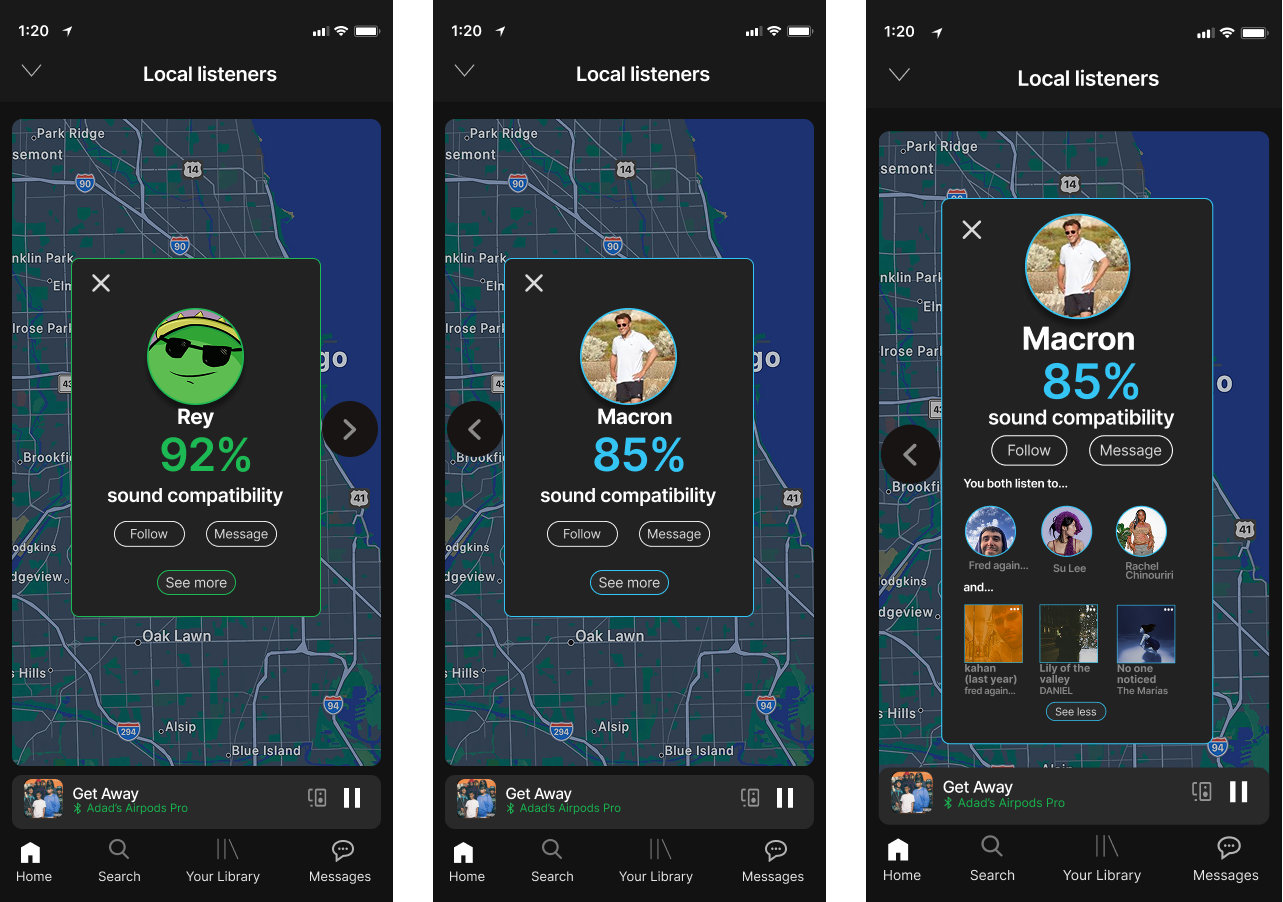 1:20
Local listeners
Park Ridge
semont
14
90
90
nklin Park
Elm
lrose Park
go
43
Rey
92%
sound compatibility
Brookfi
41
Follow
Message
odgkins
dgeview
See more
Oak Lawn
s Hills
94
294
Alsip
Blue Island
Get Away
Adad's Airpods Pro
Home
Search
Your Library
Messages
1:20
Local listeners
Park Ridge
semont
14
90
90
nklin Park
Elm
lrose Park
go
43
Macron
85%
sound compatibility
Brookfi
41
Follow
Message
odgkins
dgeview
See more
Oak Lawn
s Hills
94
294
Alsip
Blue Island
Get Away
Adad's Airpods Pro
Home
Search
Your Library
Messages
1:20
Local listeners
Park Ridge
semont
14
90
nklin Park
Elm
lrose Park
o
43
Macron
85%
sound compatibility
Follow
Message
Brookfi
You both listen to...
41
Fred again...
Su Lee
Rachel
Chinouriri
odgkins
and...
dgeview
kahan
(last year)
fred again...
Lily of the
valley
DANIEL
No one
noticed
The Marias
s Hills
See less
94
Get Away
Adad's Airpods Pro
Home
Search
Your Library
Messages